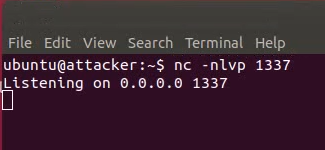 File Edit View Search Terminal Help
ubuntu@attacker:~$ nc -nlvp 1337
Listening on 0.0.0.0 1337